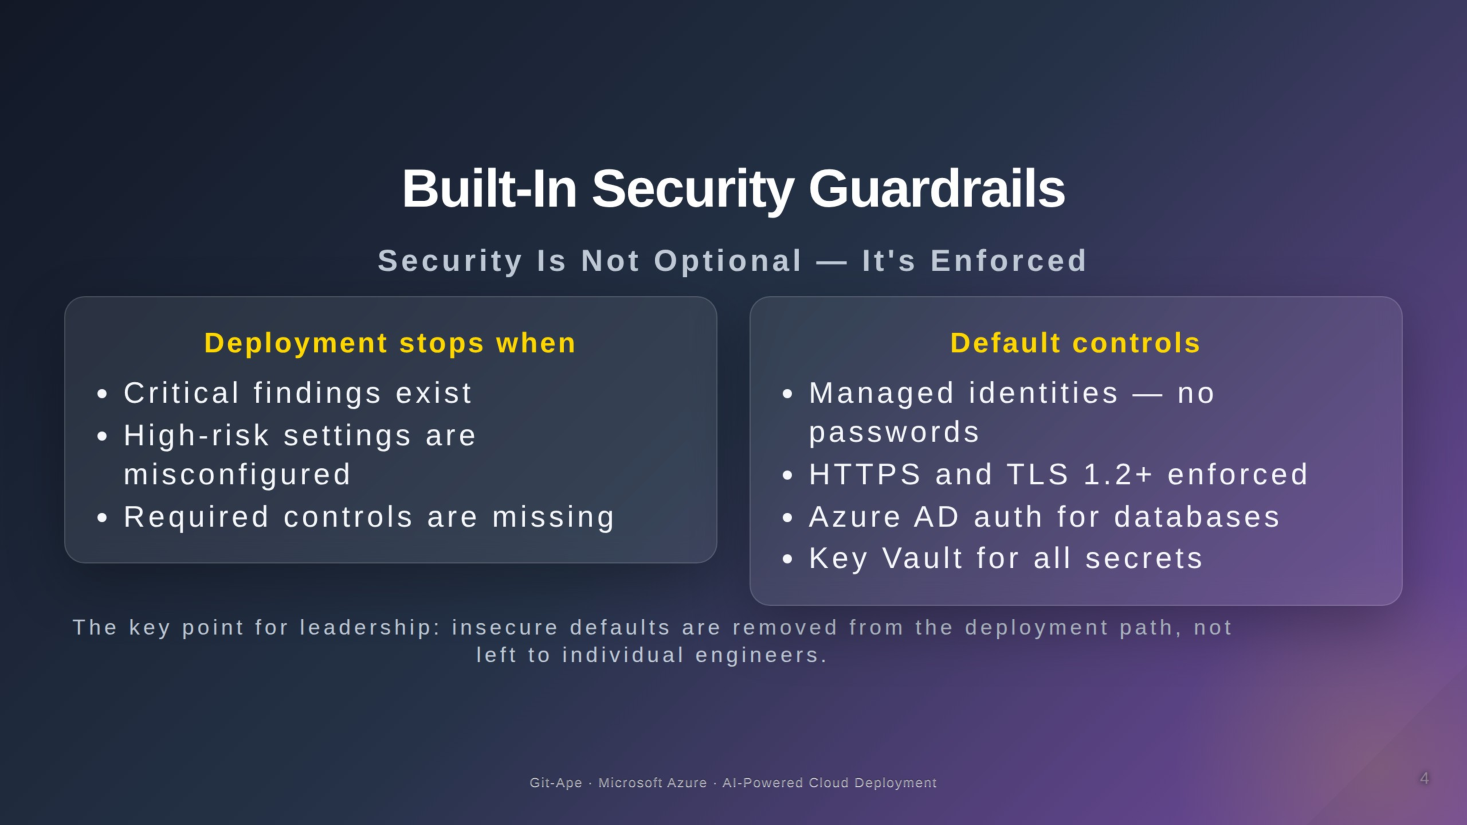 Built-In Security Guardrails
Security Is Not Optional — It's Enforced
Deployment stops when
• Critical findings exist
• High-risk settings are
misconfigured
• Required controls are missing
Default controls
• Managed identities — no
passwords
• HTTPS and TLS 1.2+ enforced
• Azure AD auth for databases
• Key Vault for all secrets
The key point for leadership: insecure defaults are removed from the deployment path, not
left to individual engineers.
Git-Ape · Microsoft Azure · AI-Powered Cloud Deployment
4